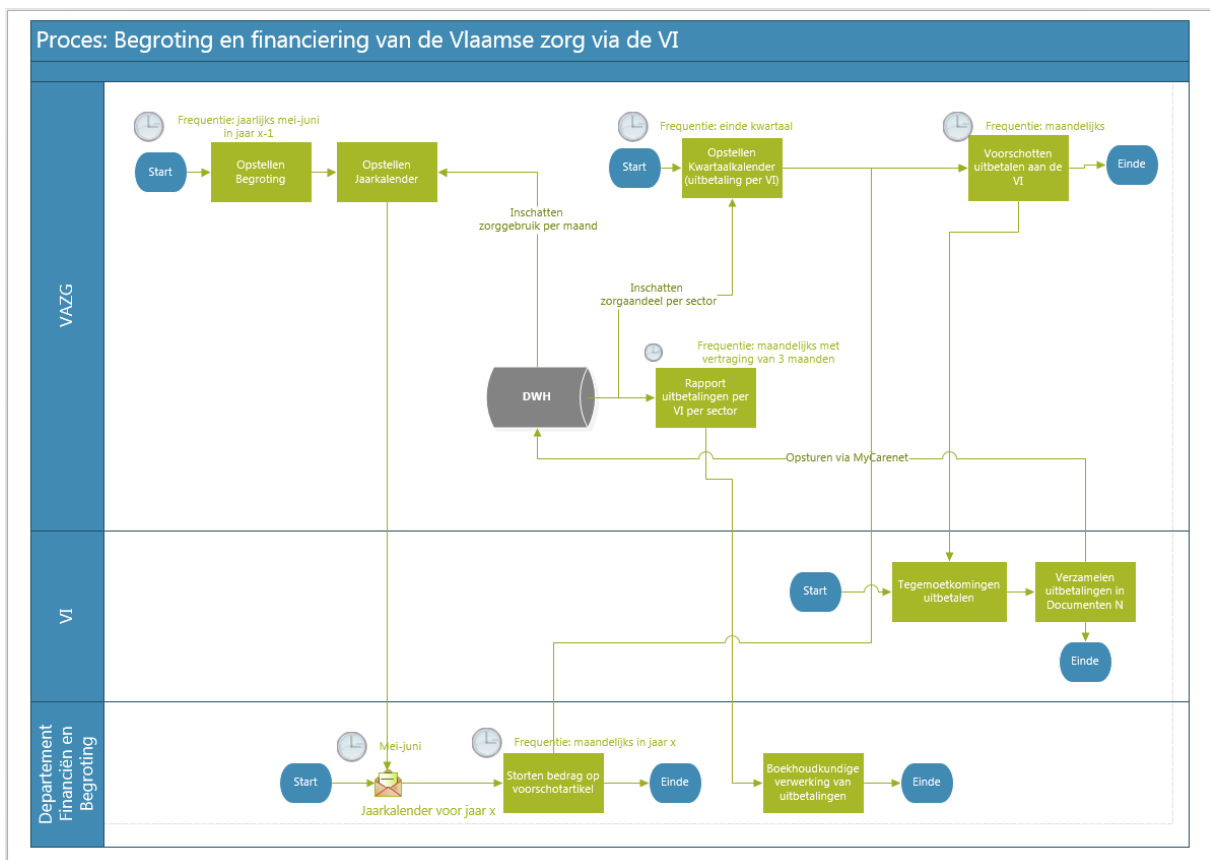 Proces: Begroting en financiering van de Vlaamse zorg via de VI
VAZG
Frequentie: jaarlijks mei-juni
in jaar x-1
Start
Opstellen
Begroting
Opstellen
Jaarkalender
Frequentie: einde kwartaal
Start
Opstellen
Kwartaalkalender
(uitbetaling per VI)
Frequentie: maandelijks
Voorschotten
uitbetalen aan de
VI
Einde
Inschatten
zorggebruik per maand
Inschatten
zorgaandeel per sector
Frequentie: maandelijks met
vertraging van 3 maanden
DWH
Rapport
uitbetalingen per
VI per sector
Opsturen via MyCarenet
VI
Start
Tegemoetkomingen
uitbetalen
Verzamelen
uitbetalingen in
Documenten N
Einde
Departement
Financiën en
Begroting
Mei-juni
Start
Jaarkalender voor jaar x
Frequentie: maandelijks in jaar x
Storten bedrag op
voorschotartikel
Einde
Boekhoudkundige
verwerking van
uitbetalingen
Einde